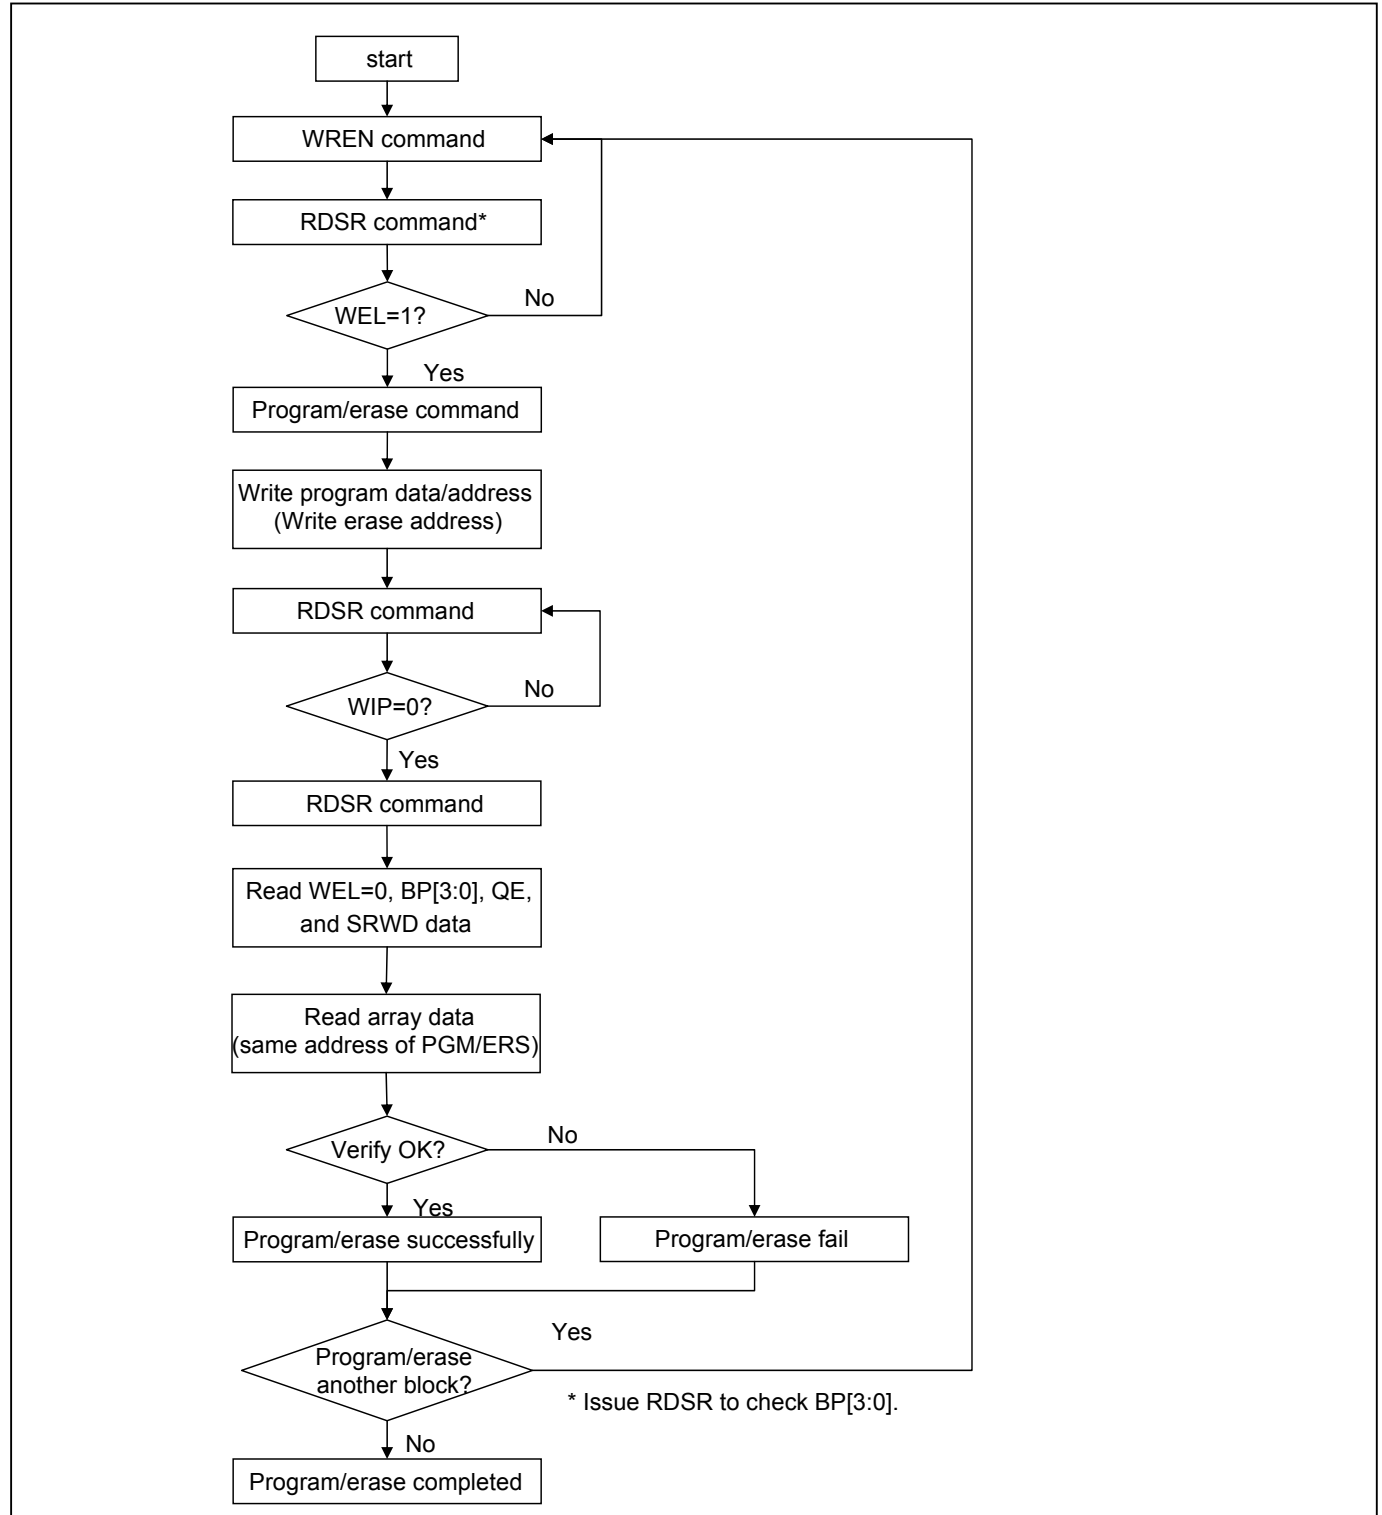 start
WREN command
RDSR command*
WEL=1?
No
Yes
Program/erase command
Write program data/address
(Write erase address)
RDSR command
WIP=0?
No
Yes
RDSR command
Read WEL=0, BP[3:0], QE,
and SRWD data
Read array data
(same address of PGM/ERS)
Verify OK?
No
Yes
Program/erase successfully
Program/erase fail
Yes
Program/erase
another block?
* Issue RDSR to check BP[3:0].
No
Program/erase completed